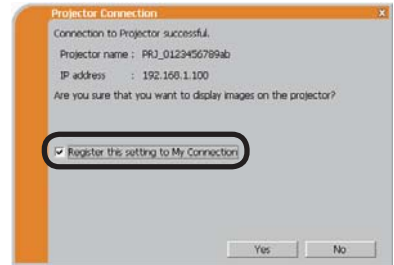 Projector Connection x
Connection to Projector successful.
Projector name : PRJ_0123456789ab
IP address : 192.168.1.100
Are you sure that you want to display images on the projector?
Register this setting to My Connection
Yes No